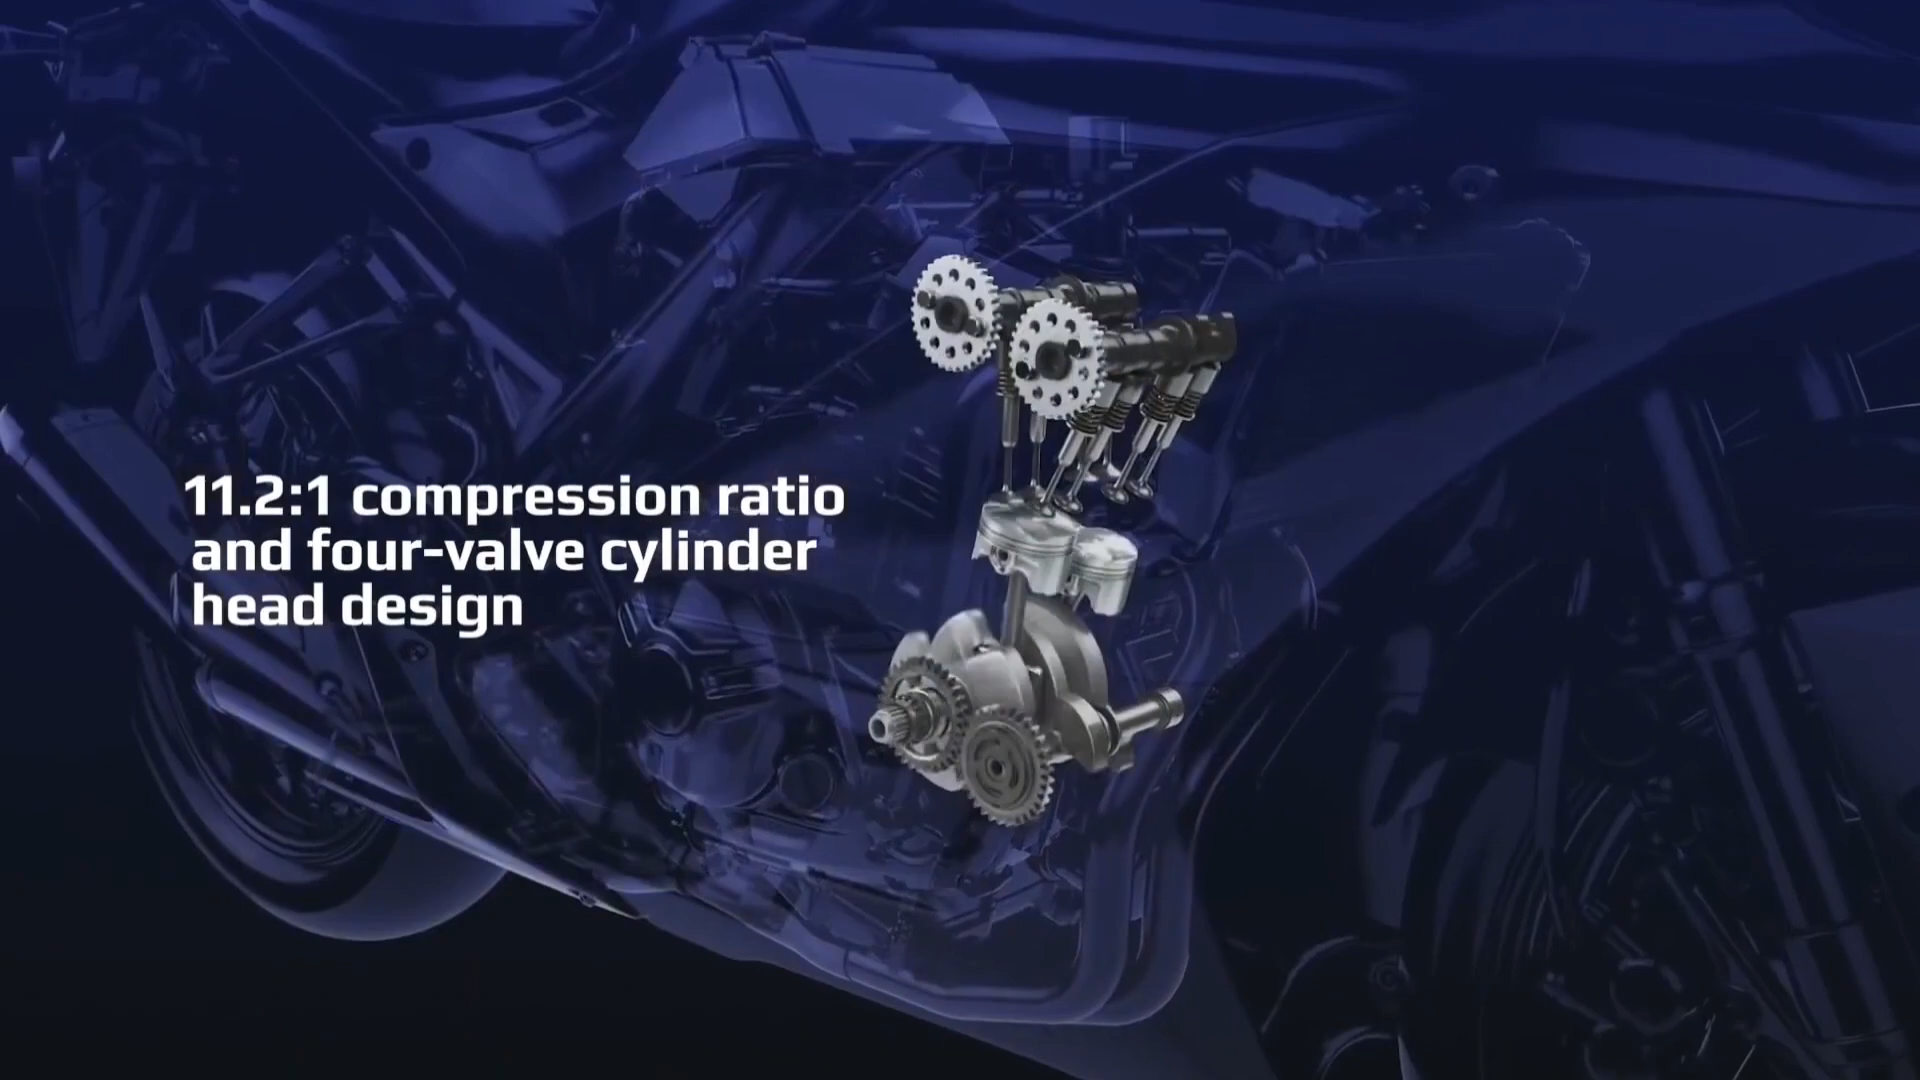 11.2:1 compression ratio
and four-valve cylinder
head design